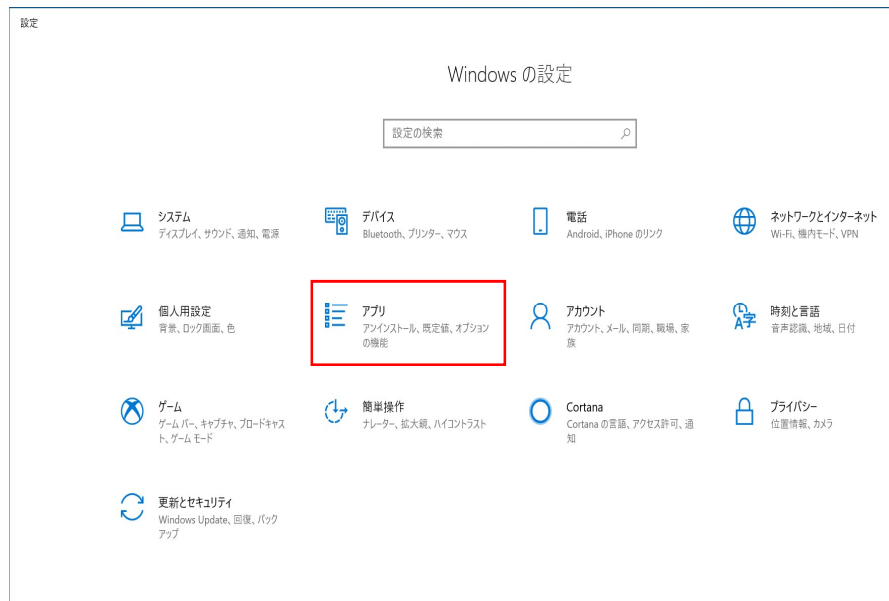 設定
Windows の設定
設定の検索
システム
ディスプレイ、サウンド、通知、電源
デバイス
Bluetooth、プリンター、マウス
電話
Android、iPhone のリンク
ネットワークとインターネット
Wi-Fi、機内モード、VPN
個人用設定
背景、ロック画面、色
アプリ
アンインストール、既定値、オプション
の機能
アカウント
アカウント、メール、同期、職場、家
族
時刻と言語
音声認識、地域、日付
ゲーム
ゲーム バー、キャプチャ、ブロードキャス
ト、ゲーム モード
簡単操作
ナレーター、拡大鏡、ハイコントラスト
Cortana
Cortana の言語、アクセス許可、通
知
プライバシー
位置情報、カメラ
更新とセキュリティ
Windows Update、回復、バック
アップ